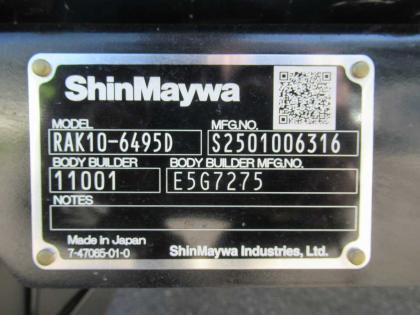 ShinMaywa
MODEL MFG.NO.
RAK10-6495D S2501006316
BODY BUILDER BODY BUILDER MFG.NO.
11001 E5G7275
NOTES
Made in Japan
7-47065-01-0 ShinMaywa Industries, Ltd.